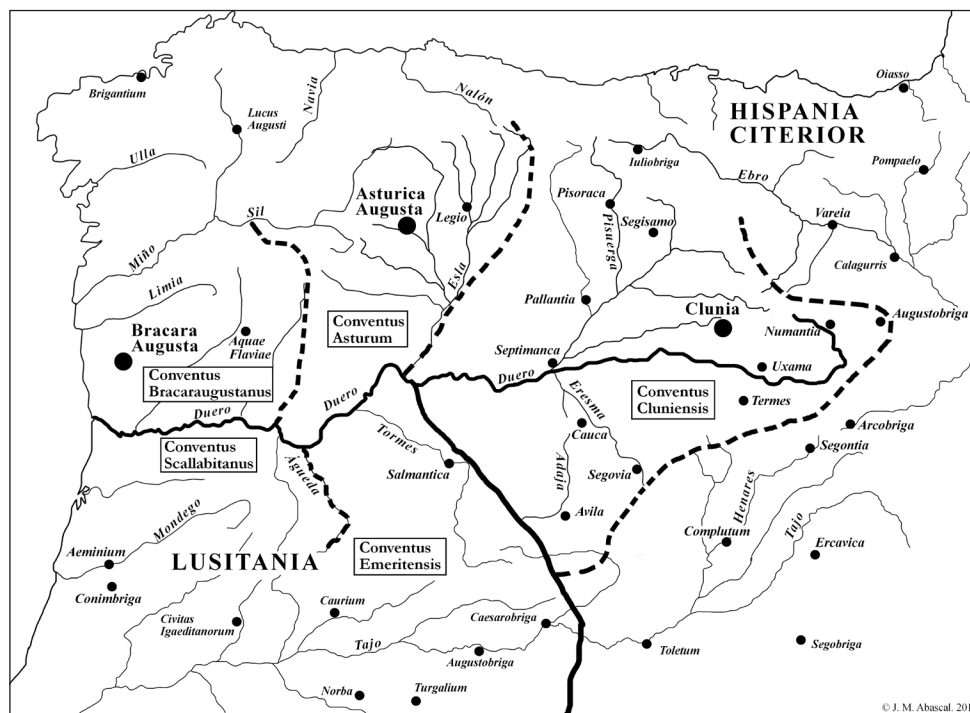 Oiasso
Brigantium
Navia
Nalón
HISPANIA
CITERIOR
Lucus
Augusti
Iuliobriga
Ulla
Pompaelo
Ebro
Asturica
Augusta
Pisoraca
Legio
Sil
Segisamo
Vareia
Pisuerga
Miño
Calagurris
Esla
Limia
Pallantia
Clunia
Augustobriga
Conventus
Asturum
Numantia
Bracara
Augusta
Aquae
Flaviae
Septimanca
Uxama
Duero
Conventus
Bracaraugustanus
Eresma
Conventus
Cluniensis
Duero
Termes
Duero
Cauca
Arcobriga
Tormes
Conventus
Scallabitanus
Segontia
Águeda
Salmantica
Adaja
Segovia
Henares
Avila
Mondego
Complutum
Tajo
Aeminium
LUSITANIA
Conventus
Emeritensis
Ercavica
Conimbriga
Caurium
Civitas
Igaeditanorum
Caesarobriga
Tajo
Toletum
Segobriga
Augustobriga
Norba
Turgalium
© J. M. Abascal. 201